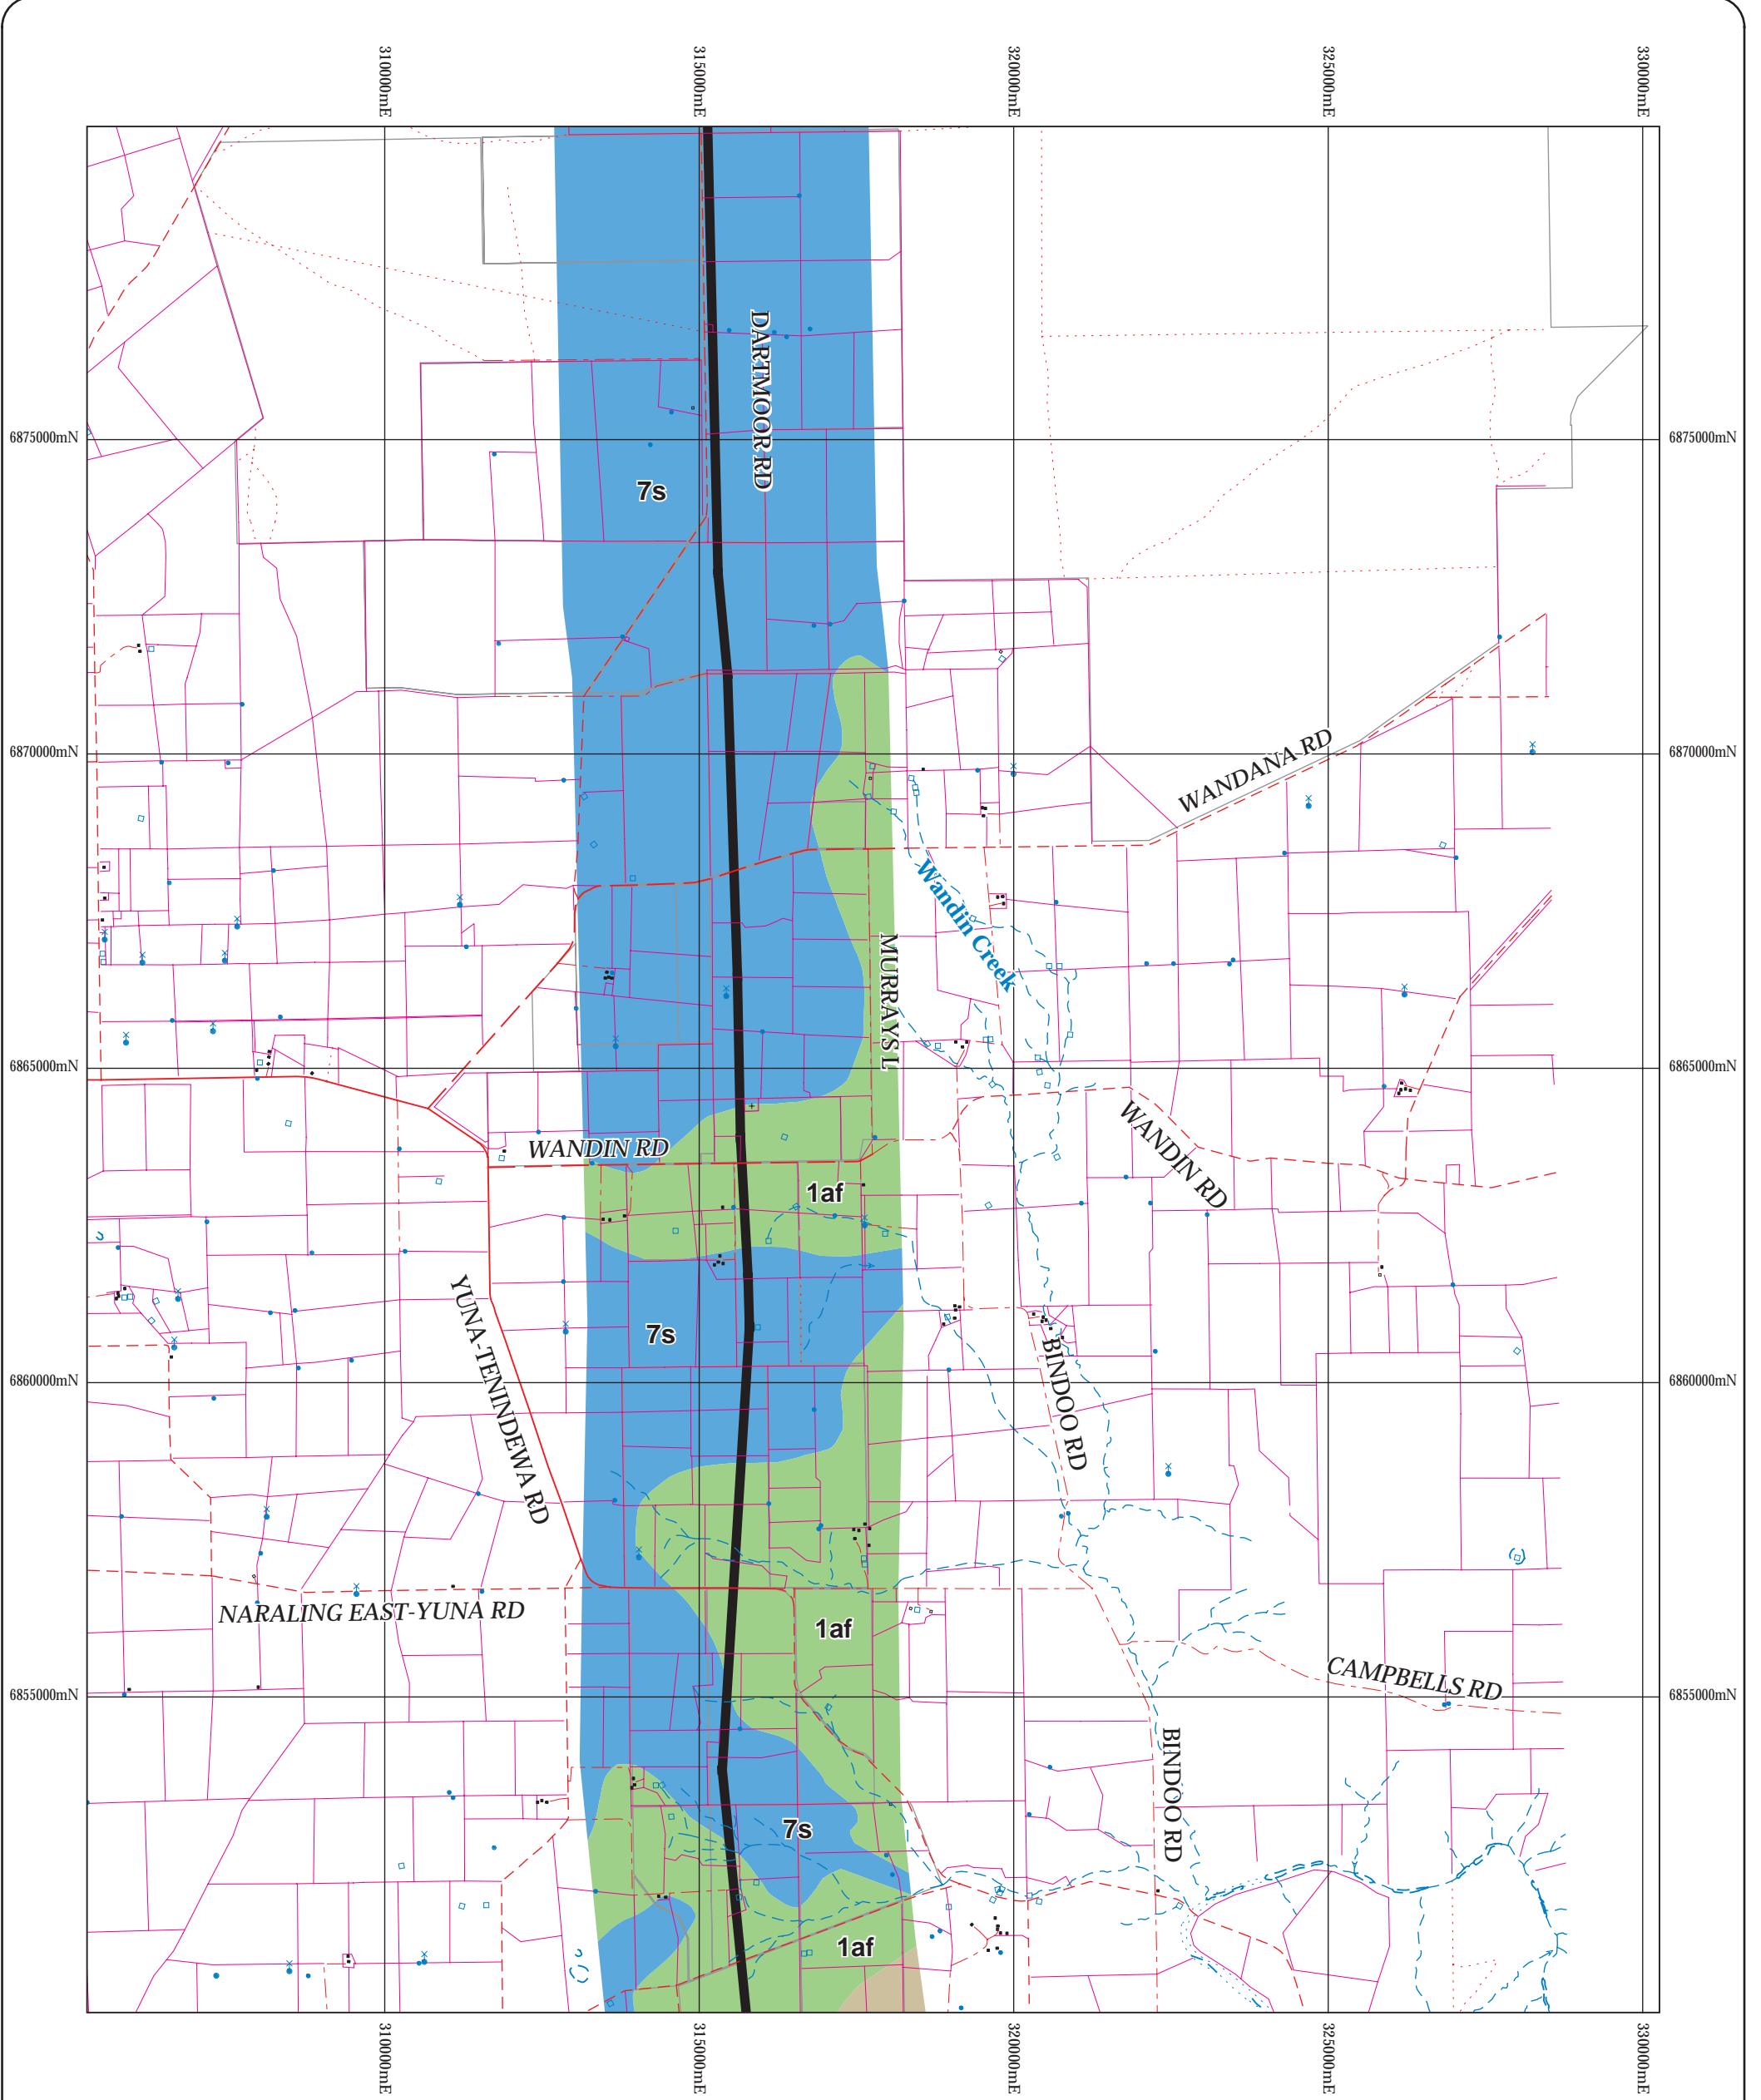 310000mE
315000mE
320000mE
325000mE
330000mE
DARTMOOR RD
6875000mN
6875000mN
7s
WANDANA RD
6870000mN
6870000mN
Wandin Creek
MURRAYS L
6865000mN
6865000mN
WANDIN RD
WANDIN RD
1af
YUNA-TENINDEWA RD
7s
BINDOO RD
6860000mN
6860000mN
NARALING EAST-YUNA RD
1af
CAMPBELLS RD
6855000mN
6855000mN
BINDOO RD
7s
1af
310000mE
315000mE
320000mE
325000mE
330000mE